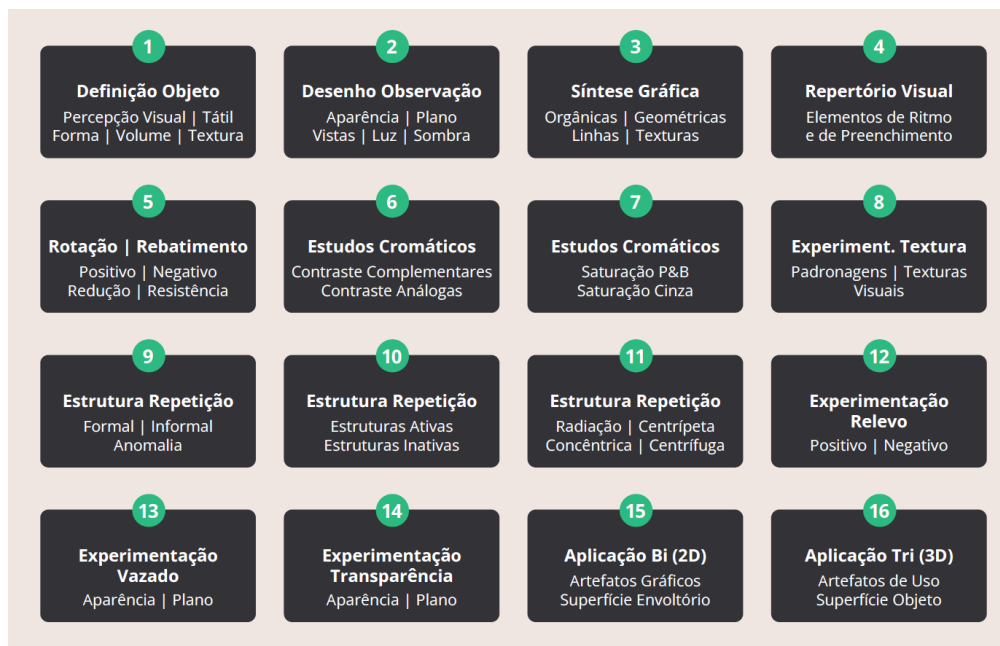 1
Definição Objeto
Percepção Visual | Tátil
Forma | Volume | Textura
2
Desenho Observação
Aparência | Plano
Vistas | Luz | Sombra
3
Síntese Gráfica
Orgânicas | Geométricas
Linhas | Texturas
4
Repertório Visual
Elementos de Ritmo
e de Preenchimento
5
Rotação | Rebatimento
Positivo | Negativo
Redução | Resistência
6
Estudos Cromáticos
Contraste Complementares
Contraste Análogas
7
Estudos Cromáticos
Saturação P&B
Saturação Cinza
8
Experiment. Textura
Padronagens | Texturas
Visuais
9
Estrutura Repetição
Formal | Informal
Anomalia
10
Estrutura Repetição
Estruturas Ativas
Estruturas Inativas
11
Estrutura Repetição
Radiação | Centrípeta
Concêntrica | Centrífuga
12
Experimentação
Relevo
Positivo | Negativo
13
Experimentação
Vazado
Aparência | Plano
14
Experimentação
Transparência
Aparência | Plano
15
Aplicação Bi (2D)
Artefatos Gráficos
Superfície Envoltório
16
Aplicação Tri (3D)
Artefatos de Uso
Superfície Objeto